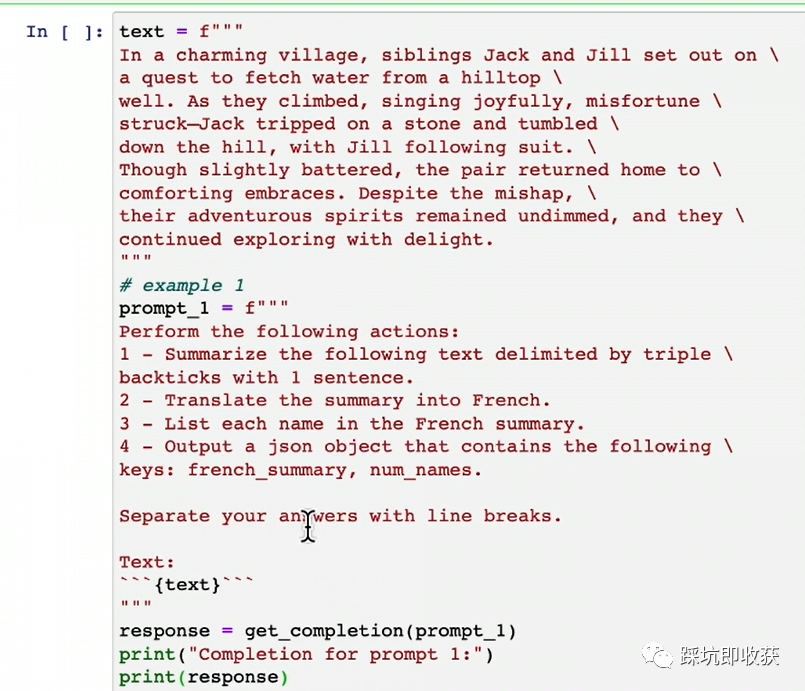 In [ ]: text = f"""
In a charming village, siblings Jack and Jill set out on \
a quest to fetch water from a hilltop \
well. As they climbed, singing joyfully, misfortune \
struck—Jack tripped on a stone and tumbled \
down the hill, with Jill following suit. \
Though slightly battered, the pair returned home to \
comforting embraces. Despite the mishap, \
their adventurous spirits remained undimmed, and they \
continued exploring with delight.
"""
# example 1
prompt_1 = f"""
Perform the following actions:
1 - Summarize the following text delimited by triple \
backticks with 1 sentence.
2 - Translate the summary into French.
3 - List each name in the French summary.
4 - Output a json object that contains the following \
keys: french_summary, num_names.
Separate your answers with line breaks.
Text:
```{text}```
"""
response = get_completion(prompt_1)
print("Completion for prompt 1:")
print(response)
踩坑即收获